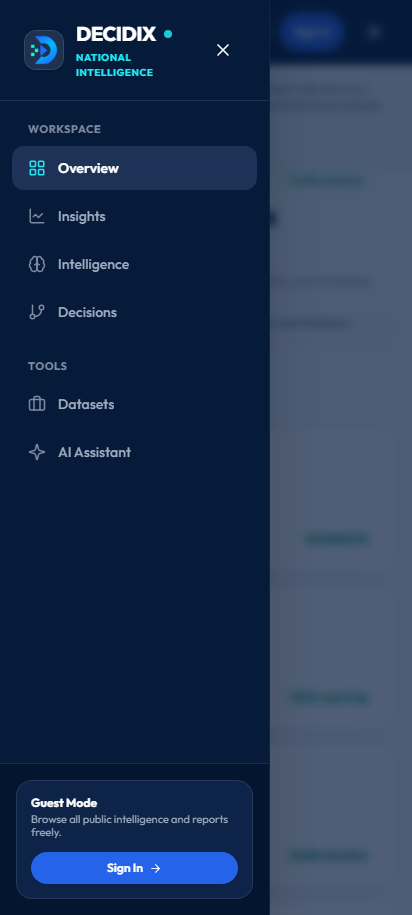 DECIDIX
NATIONAL
INTELLIGENCE
WORKSPACE
Overview
Insights
Intelligence
Decisions
TOOLS
Datasets
AI Assistant
Guest Mode
Browse all public intelligence and reports
freely.
Sign In